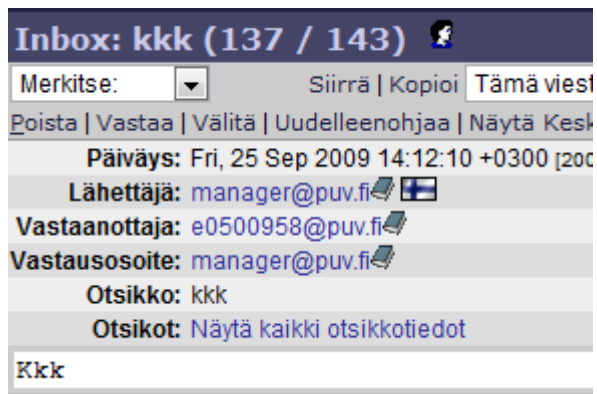 Inbox: kkk (137 / 143)
Merkitse: Siirrä | Kopioi Tämä viest
Poista | Vastaa | Välitä | Uudelleenohjaa | Näytä Kesk
Päiväys: Fri, 25 Sep 2009 14:12:10 +0300 [200
Lähettäjä: manager@puv.fi
Vastaanottaja: e0500958@puv.fi
Vastausosoite: manager@puv.fi
Otsikko: kkk
Otsikot: Näytä kaikki otsikkotiedot
Kkk